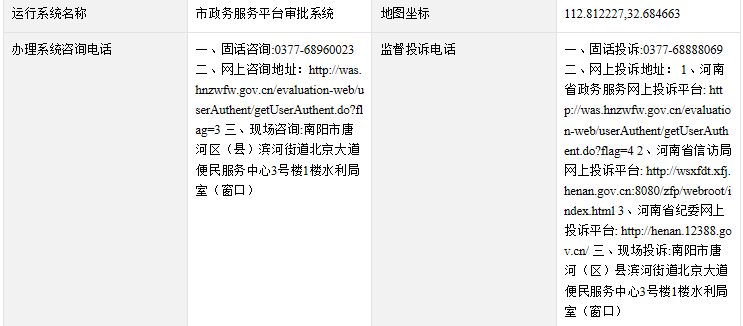 运行系统名称
市政务服务平台审批系统
地图坐标
112.812227,32.684663
办理系统咨询电话
一、固话咨询:0377-68960023
二、网上咨询地址：http://was.
hnzwfw.gov.cn/evaluation-web/u
serAuthent/getUserAuthent.do?fl
ag=3 三、现场咨询:南阳市唐
河区（县）滨河街道北京大道
便民服务中心3号楼1楼水利局
室（窗口）
监督投诉电话
一、固话投诉:0377-68888069
二、网上投诉地址： 1、河南
省政务服务网上投诉平台: htt
p://was.hnzwfw.gov.cn/evaluatio
n-web/userAuthent/getUserAuth
ent.do?flag=4 2、河南省信访局
网上投诉平台: http://wsxfdt.xfj.
henan.gov.cn:8080/zfp/webroot/i
ndex.html 3、河南省纪委网上
投诉平台: http://henan.12388.go
v.cn/ 三、现场投诉:南阳市唐
河（区）县滨河街道北京大道
便民服务中心3号楼1楼水利局
室（窗口）